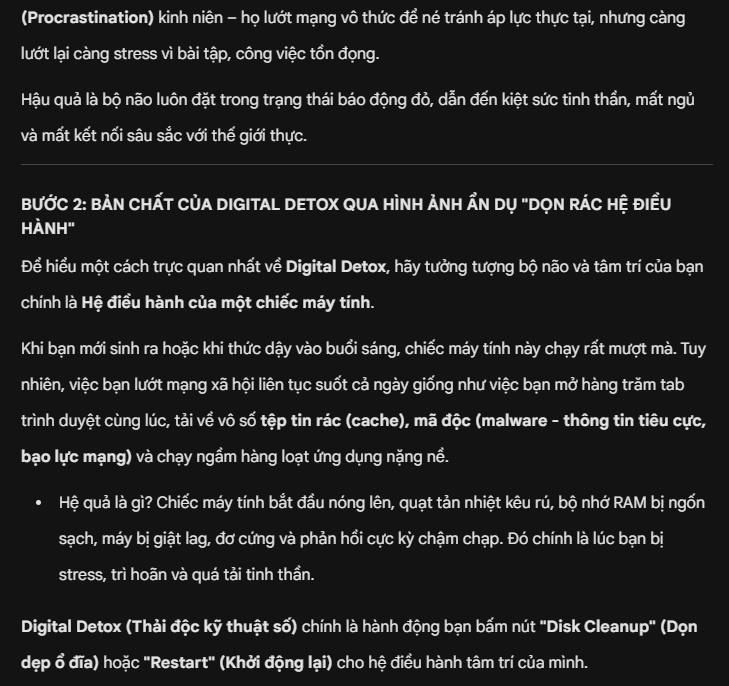 (Procrastination) kinh niên – họ lướt mạng vô thức để né tránh áp lực thực tại, nhưng càng
lướt lại càng stress vì bài tập, công việc tồn đọng.
Hậu quả là bộ não luôn đặt trong trạng thái báo động đỏ, dẫn đến kiệt sức tinh thần, mất ngủ
và mất kết nối sâu sắc với thế giới thực.
BƯỚC 2: BẢN CHẤT CỦA DIGITAL DETOX QUA HÌNH ẢNH ẨN DỤ "DỌN RÁC HỆ ĐIỀU
HÀNH"
Để hiểu một cách trực quan nhất về Digital Detox, hãy tưởng tượng bộ não và tâm trí của bạn
chính là Hệ điều hành của một chiếc máy tính.
Khi bạn mới sinh ra hoặc khi thức dậy vào buổi sáng, chiếc máy tính này chạy rất mượt mà. Tuy
nhiên, việc bạn lướt mạng xã hội liên tục suốt cả ngày giống như việc bạn mở hàng trăm tab
trình duyệt cùng lúc, tải về vô số tệp tin rác (cache), mã độc (malware - thông tin tiêu cực,
bạo lực mạng) và chạy ngầm hàng loạt ứng dụng nặng nề.
• Hệ quả là gì? Chiếc máy tính bắt đầu nóng lên, quạt tản nhiệt kêu rú, bộ nhớ RAM bị ngốn
sạch, máy bị giật lag, đơ cứng và phản hồi cực kỳ chậm chạp. Đó chính là lúc bạn bị
stress, trì hoãn và quá tải tinh thần.
Digital Detox (Thải độc kỹ thuật số) chính là hành động bạn bấm nút "Disk Cleanup" (Dọn
dẹp ổ đĩa) hoặc "Restart" (Khởi động lại) cho hệ điều hành tâm trí của mình.